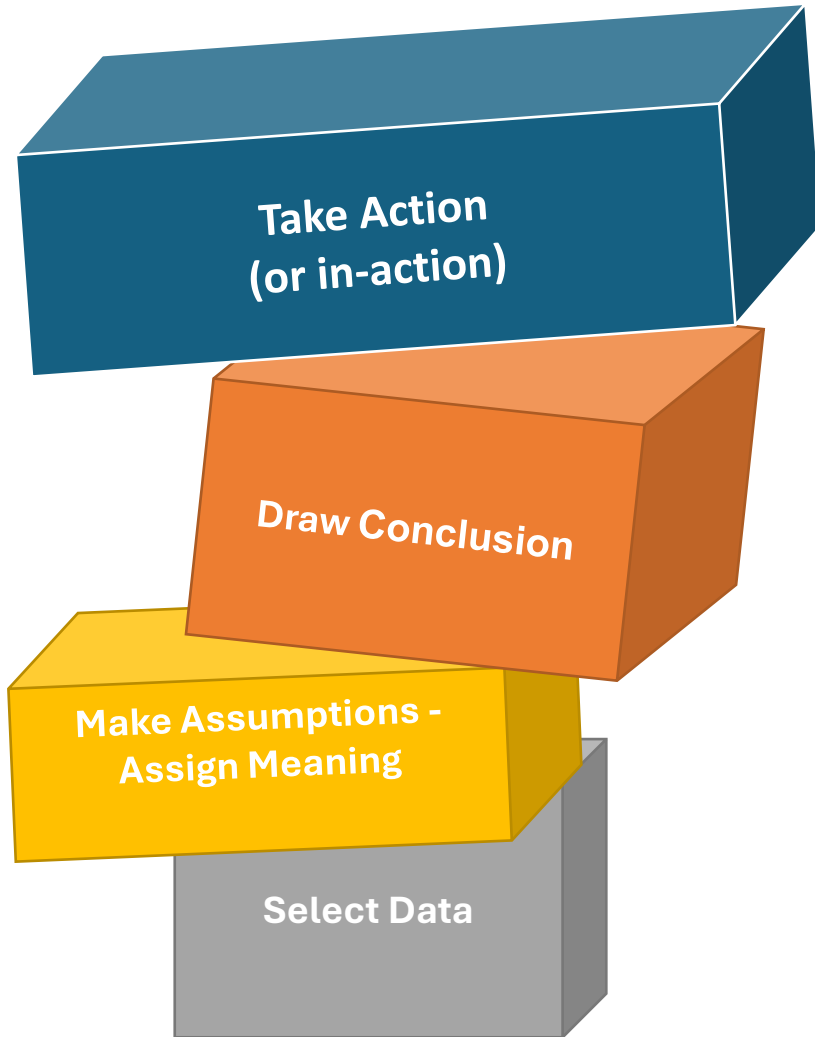 Take Action
(or in-action)
Draw Conclusion
Make Assumptions -
Assign Meaning
Select Data